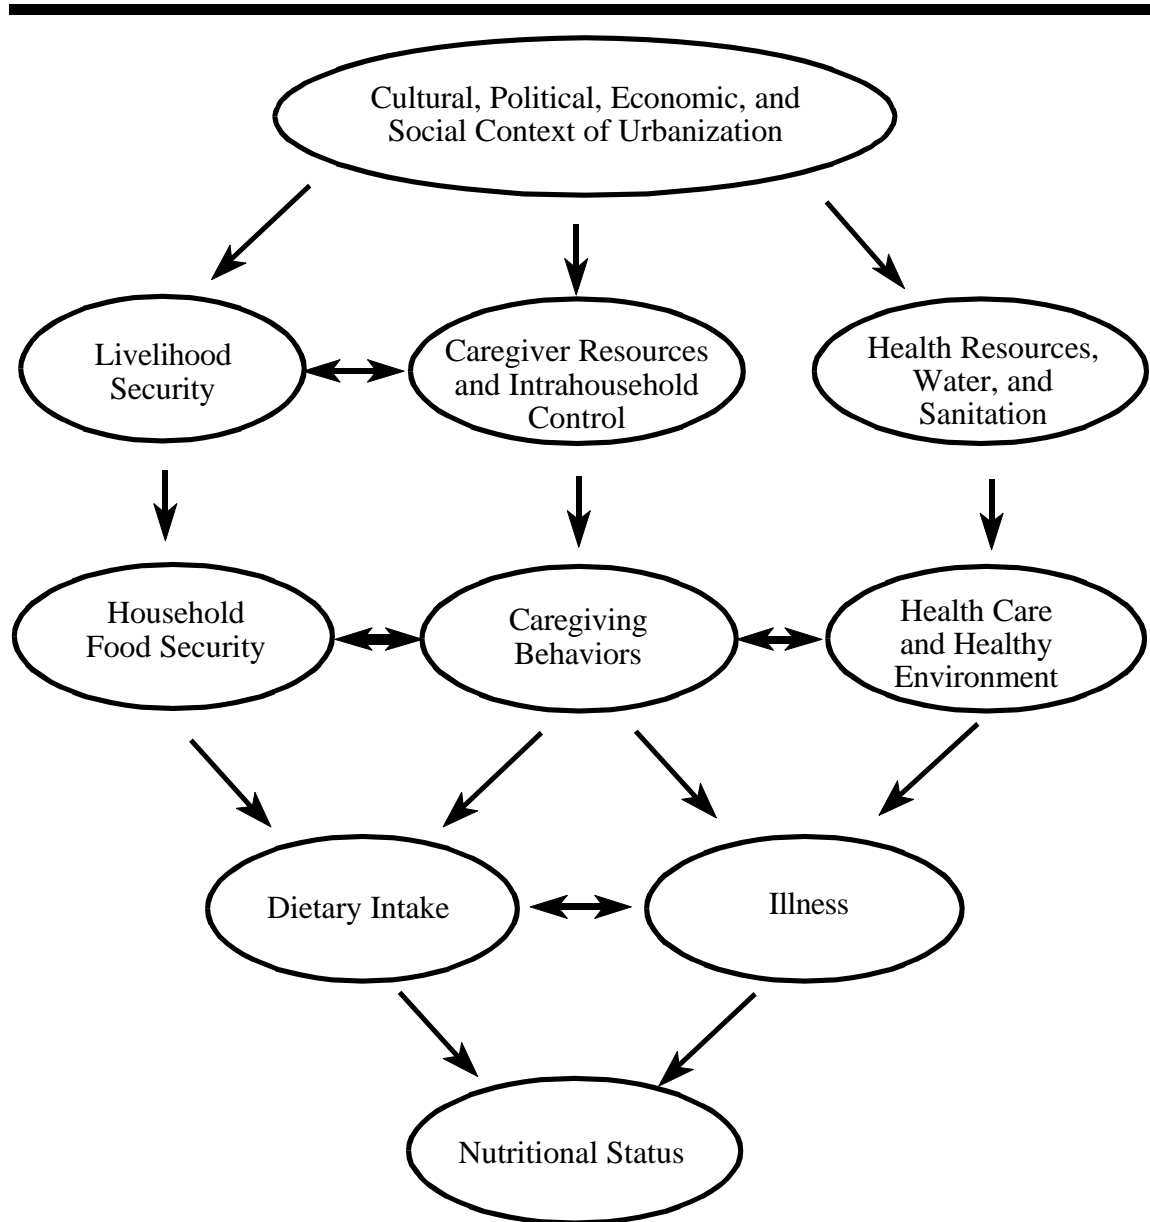 Cultural, Political, Economic, and
Social Context of Urbanization
Livelihood
Security
Caregiver Resources
and Intrahousehold
Control
Health Resources,
Water, and
Sanitation
Household
Food Security
Caregiving
Behaviors
Health Care
and Healthy
Environment
Dietary Intake
Illness
Nutritional Status